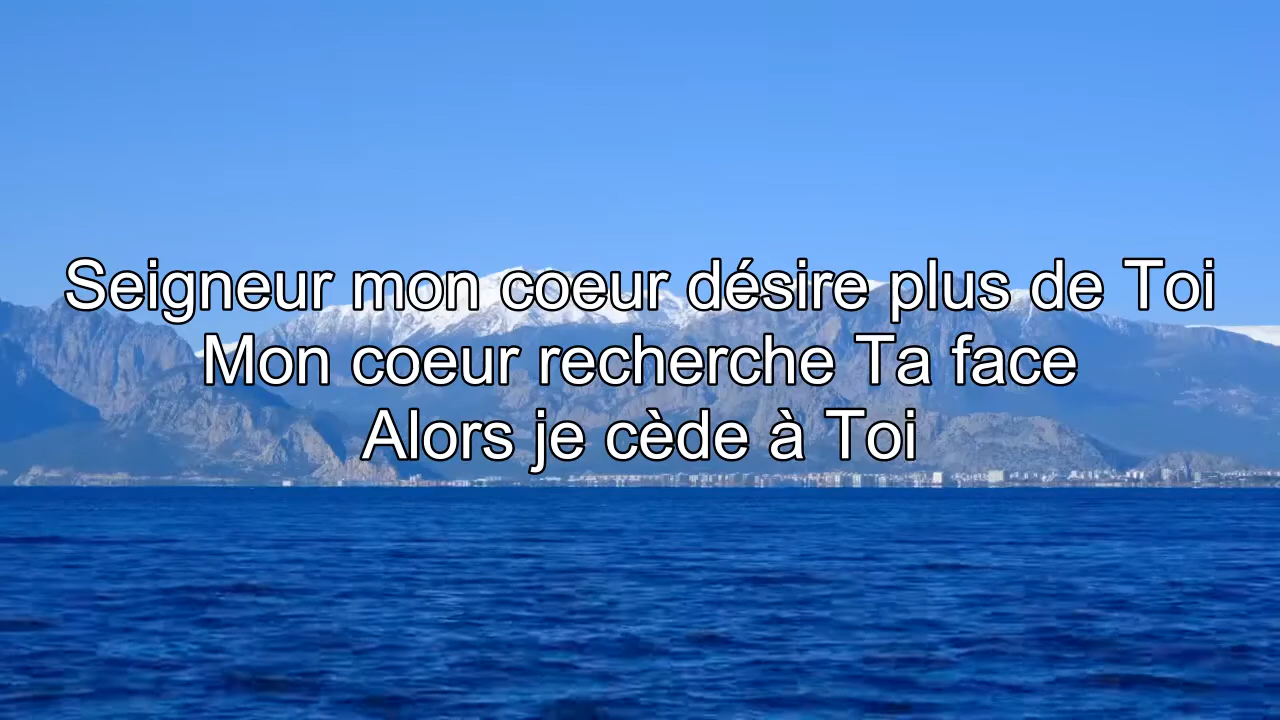 Seigneur mon coeur désire plus de Toi
Mon coeur recherche Ta face
Alors je cède à Toi